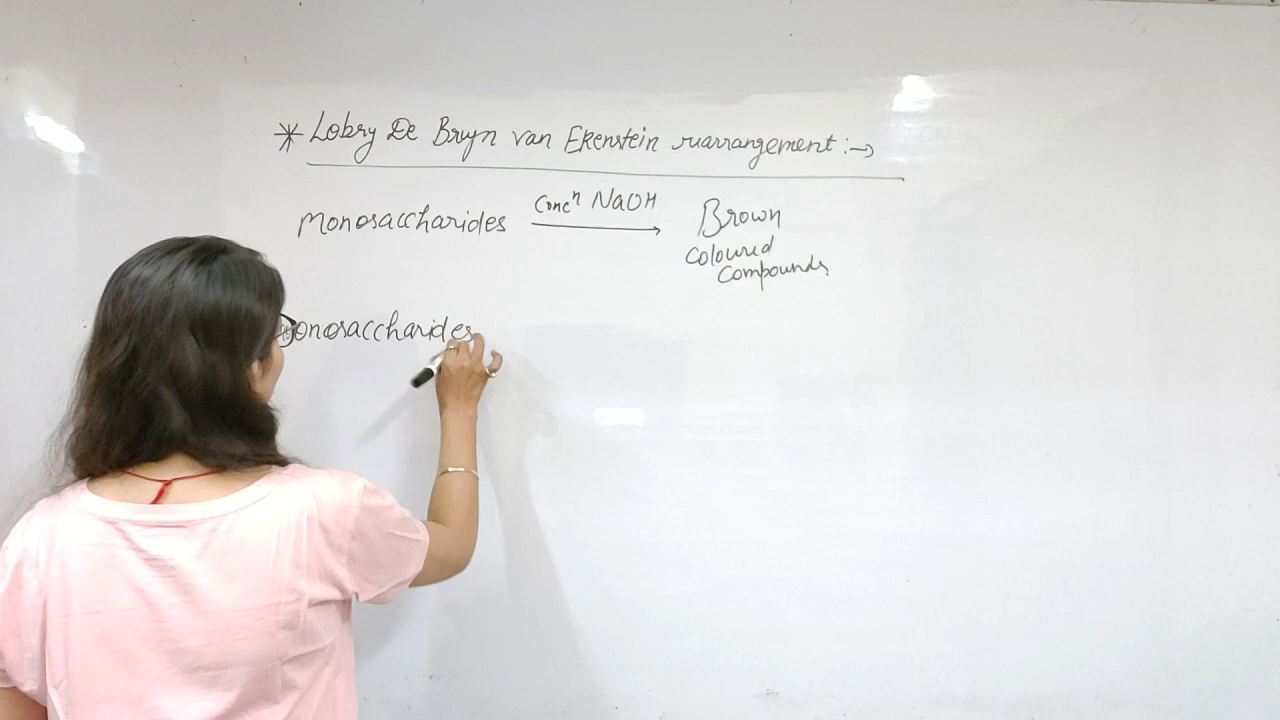 * Lobry De Bryn van Ekenstein rearrangement :→
Monosaccharides —Concⁿ NaOH→ Brown
coloured
compounds
Monosaccharides